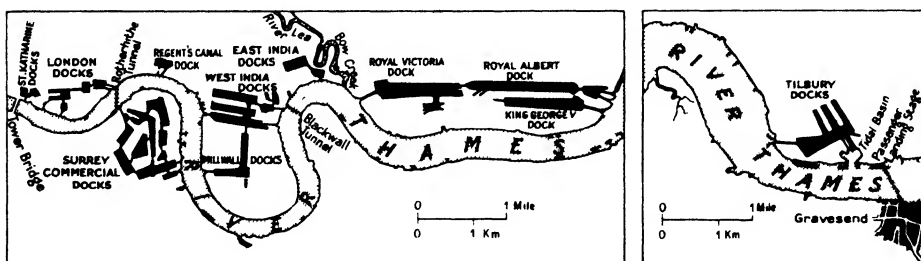 ST. KATHARINE
DOCKS
LONDON
DOCKS
Rotherhithe
Tunnel
REGENT'S CANAL
DOCK
EAST INDIA
DOCKS
WEST INDIA
DOCKS
River Lea
Bow Creek
ROYAL VICTORIA
DOCK
ROYAL ALBERT
DOCK
KING GEORGE V
DOCK
Tower Bridge
SURREY
COMMERCIAL
DOCKS
MILLWALL DOCKS
Blackwall
Tunnel
RIVER
THAMES
0 1 Mile
0 1 Km
RIVER
THAMES
TILBURY
DOCKS
Tidal Basin
Passenger
Landing Stage
0 1 Mile
0 1 Km
Gravesend